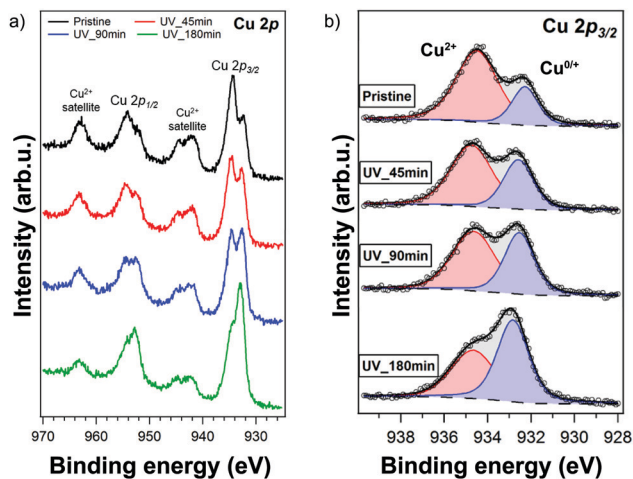 a)
Cu 2p
Pristine
UV_45min
UV_90min
UV_180min
Cu 2p3/2
Cu2+
satellite
Cu 2p1/2
Cu2+
satellite
Intensity (arb.u.)
970 960 950 940 930
Binding energy (eV)
b)
Cu 2p3/2
Cu2+
Cu0/+
Pristine
UV_45min
UV_90min
UV_180min
Intensity (arb.u.)
938 936 934 932 930 928
Binding energy (eV)